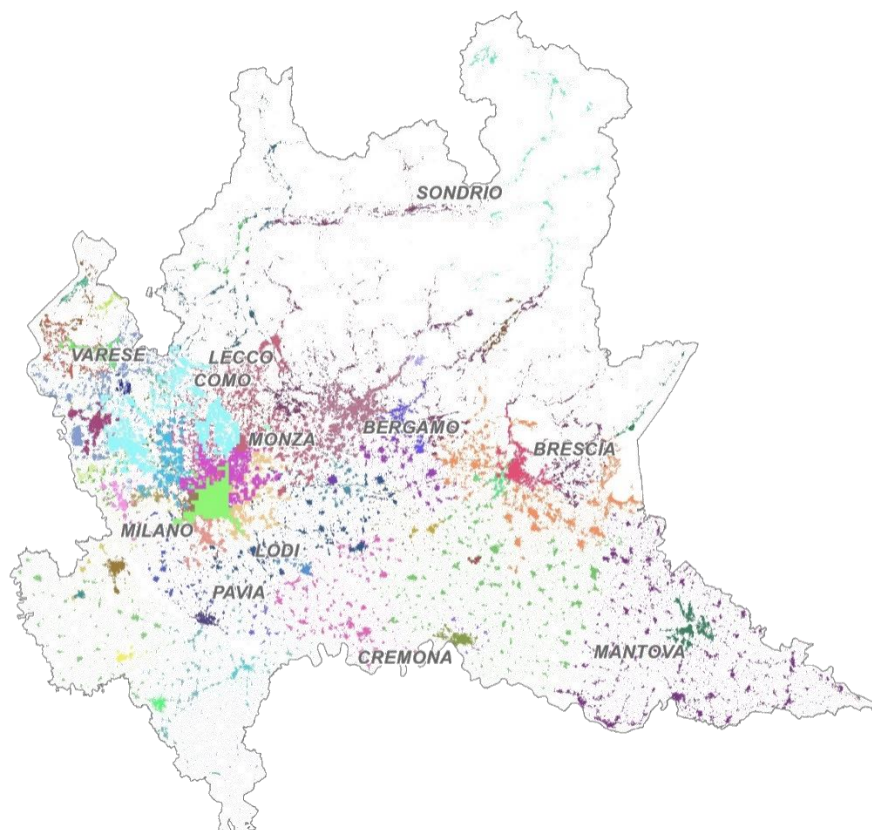 SONDRIO
VARESE
LECCO
COMO
BERGAMO
MONZA
BRESCIA
MILANO
LODI
PAVIA
CREMONA
MANTOVA